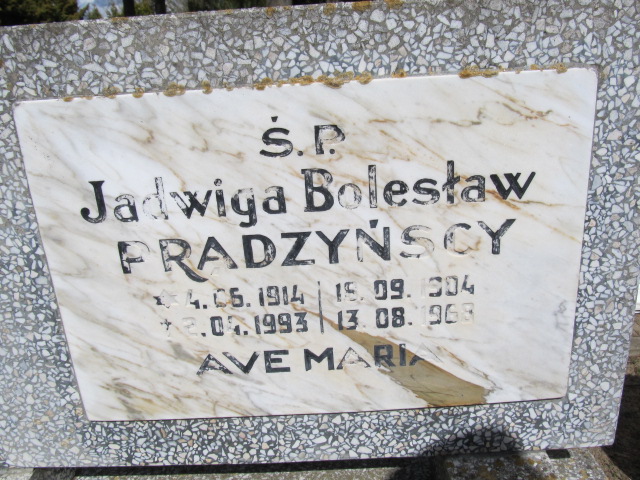 Ś. P.
Jadwiga Bolesław
PRADZYŃSCY
* 4. 06. 1914 | 15. 09. 1904
+ 2. 04. 1993 | 13. 08. 1968
AVE MARIA